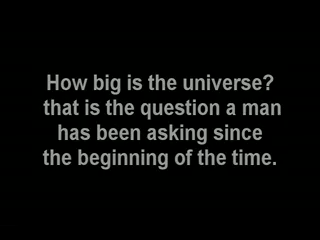 How big is the universe?
that is the question a man
has been asking since
the beginning of the time.